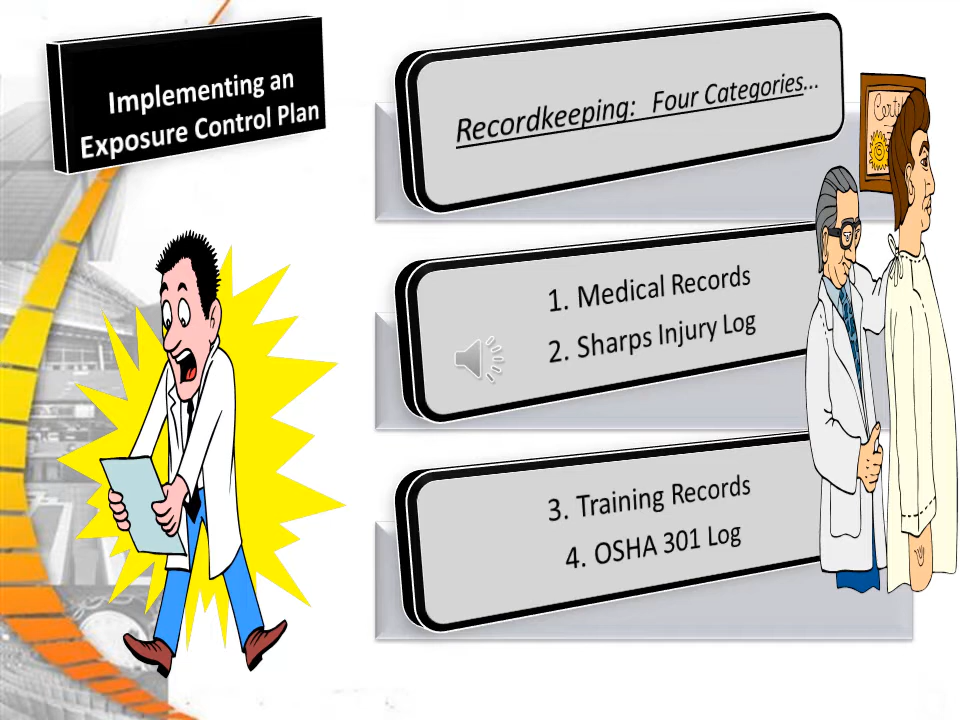 Implementing an
Exposure Control Plan
Recordkeeping: Four Categories...
1. Medical Records
2. Sharps Injury Log
3. Training Records
4. OSHA 301 Log